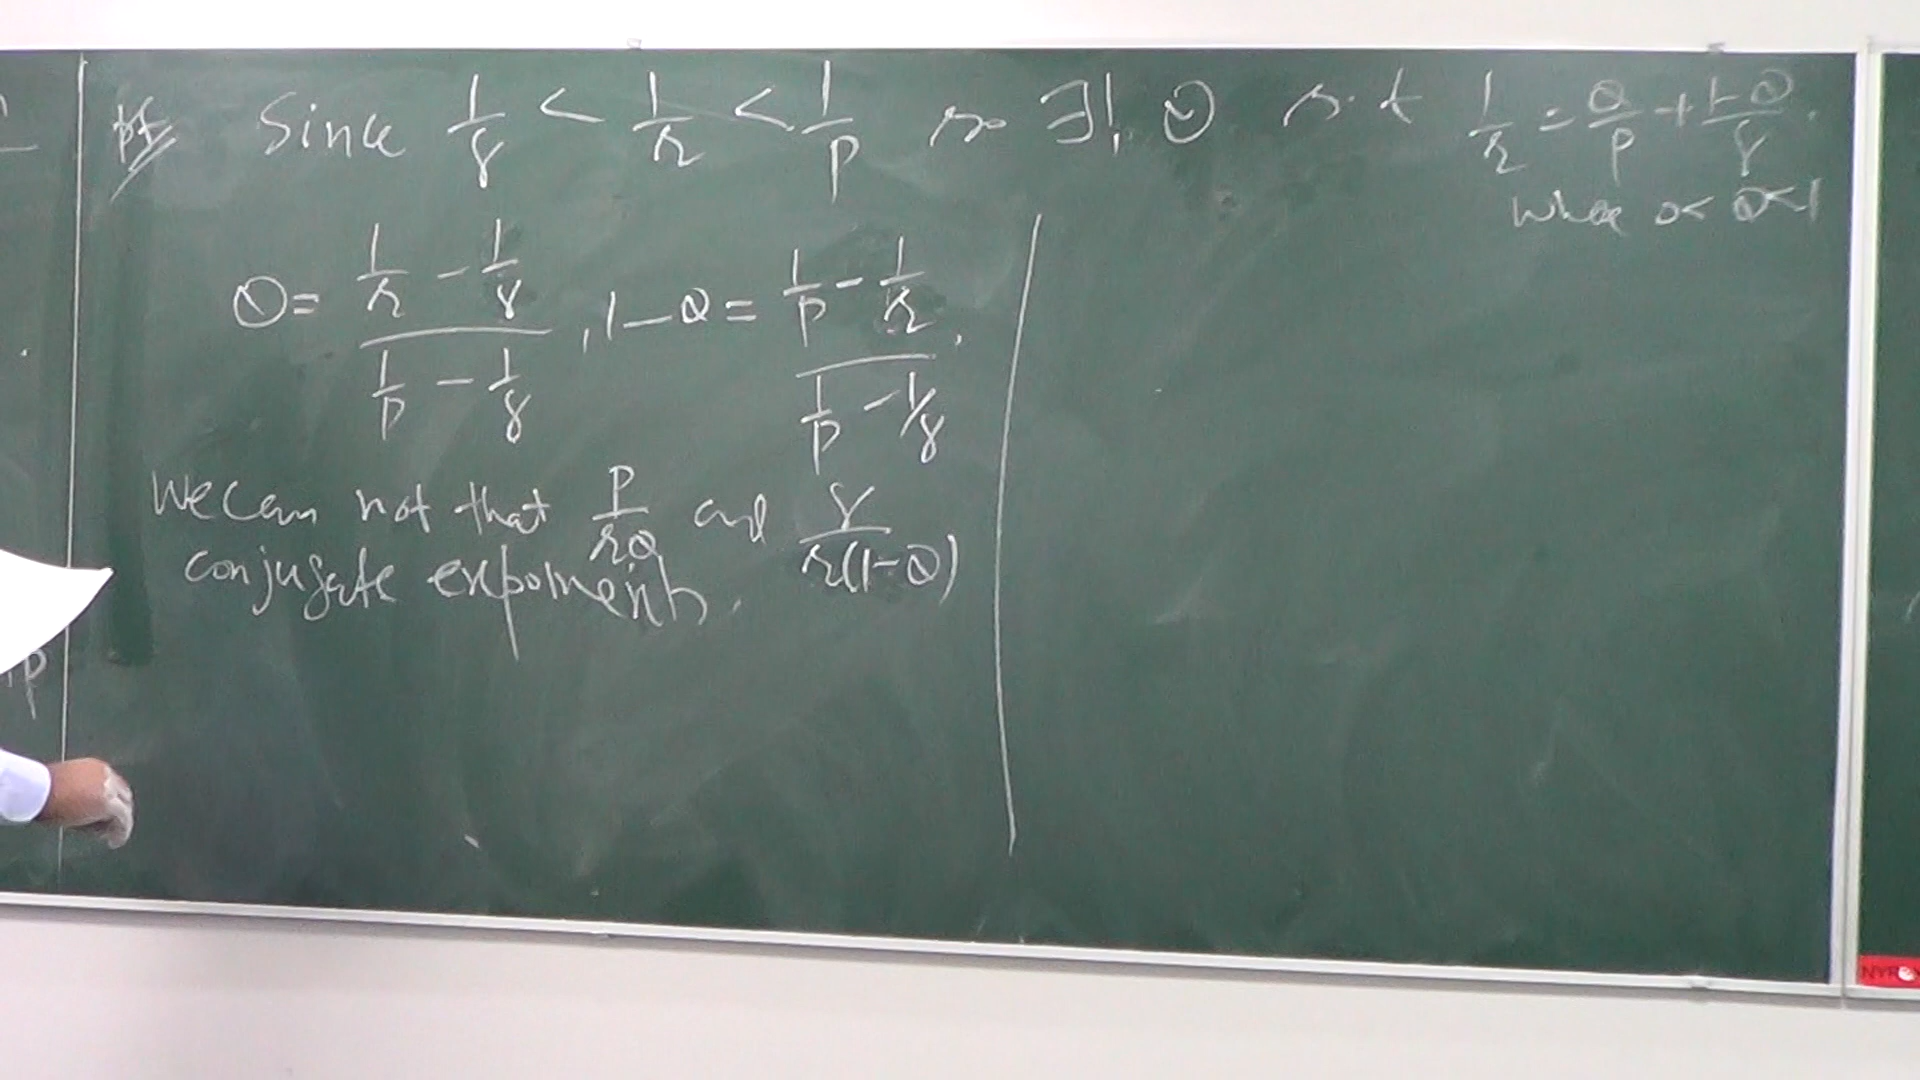 pf Since 1/q < 1/r < 1/p so ∃! θ s.t 1/r = θ/p + 1-θ/q.
where 0< θ<1
θ = (1/r - 1/q)/(1/p - 1/q), 1-θ = (1/p - 1/r)/(1/p - 1/q).
We can not that p/rθ and q/r(1-θ)
conjugate exponents.
p